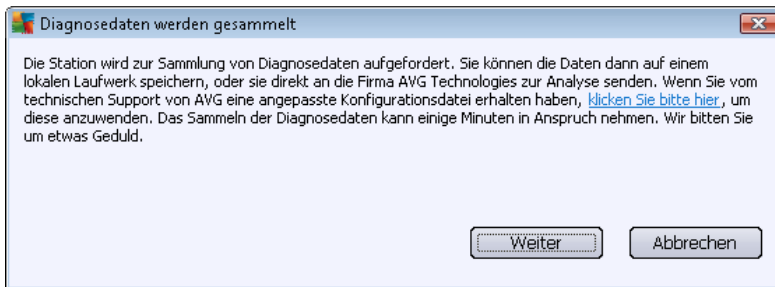 Diagnosedaten werden gesammelt
Die Station wird zur Sammlung von Diagnosedaten aufgefordert. Sie können die Daten dann auf einem
lokalen Laufwerk speichern, oder sie direkt an die Firma AVG Technologies zur Analyse senden. Wenn Sie vom
technischen Support von AVG eine angepasste Konfigurationsdatei erhalten haben, klicken Sie bitte hier, um
diese anzuwenden. Das Sammeln der Diagnosedaten kann einige Minuten in Anspruch nehmen. Wir bitten Sie
um etwas Geduld.
Weiter
Abbrechen